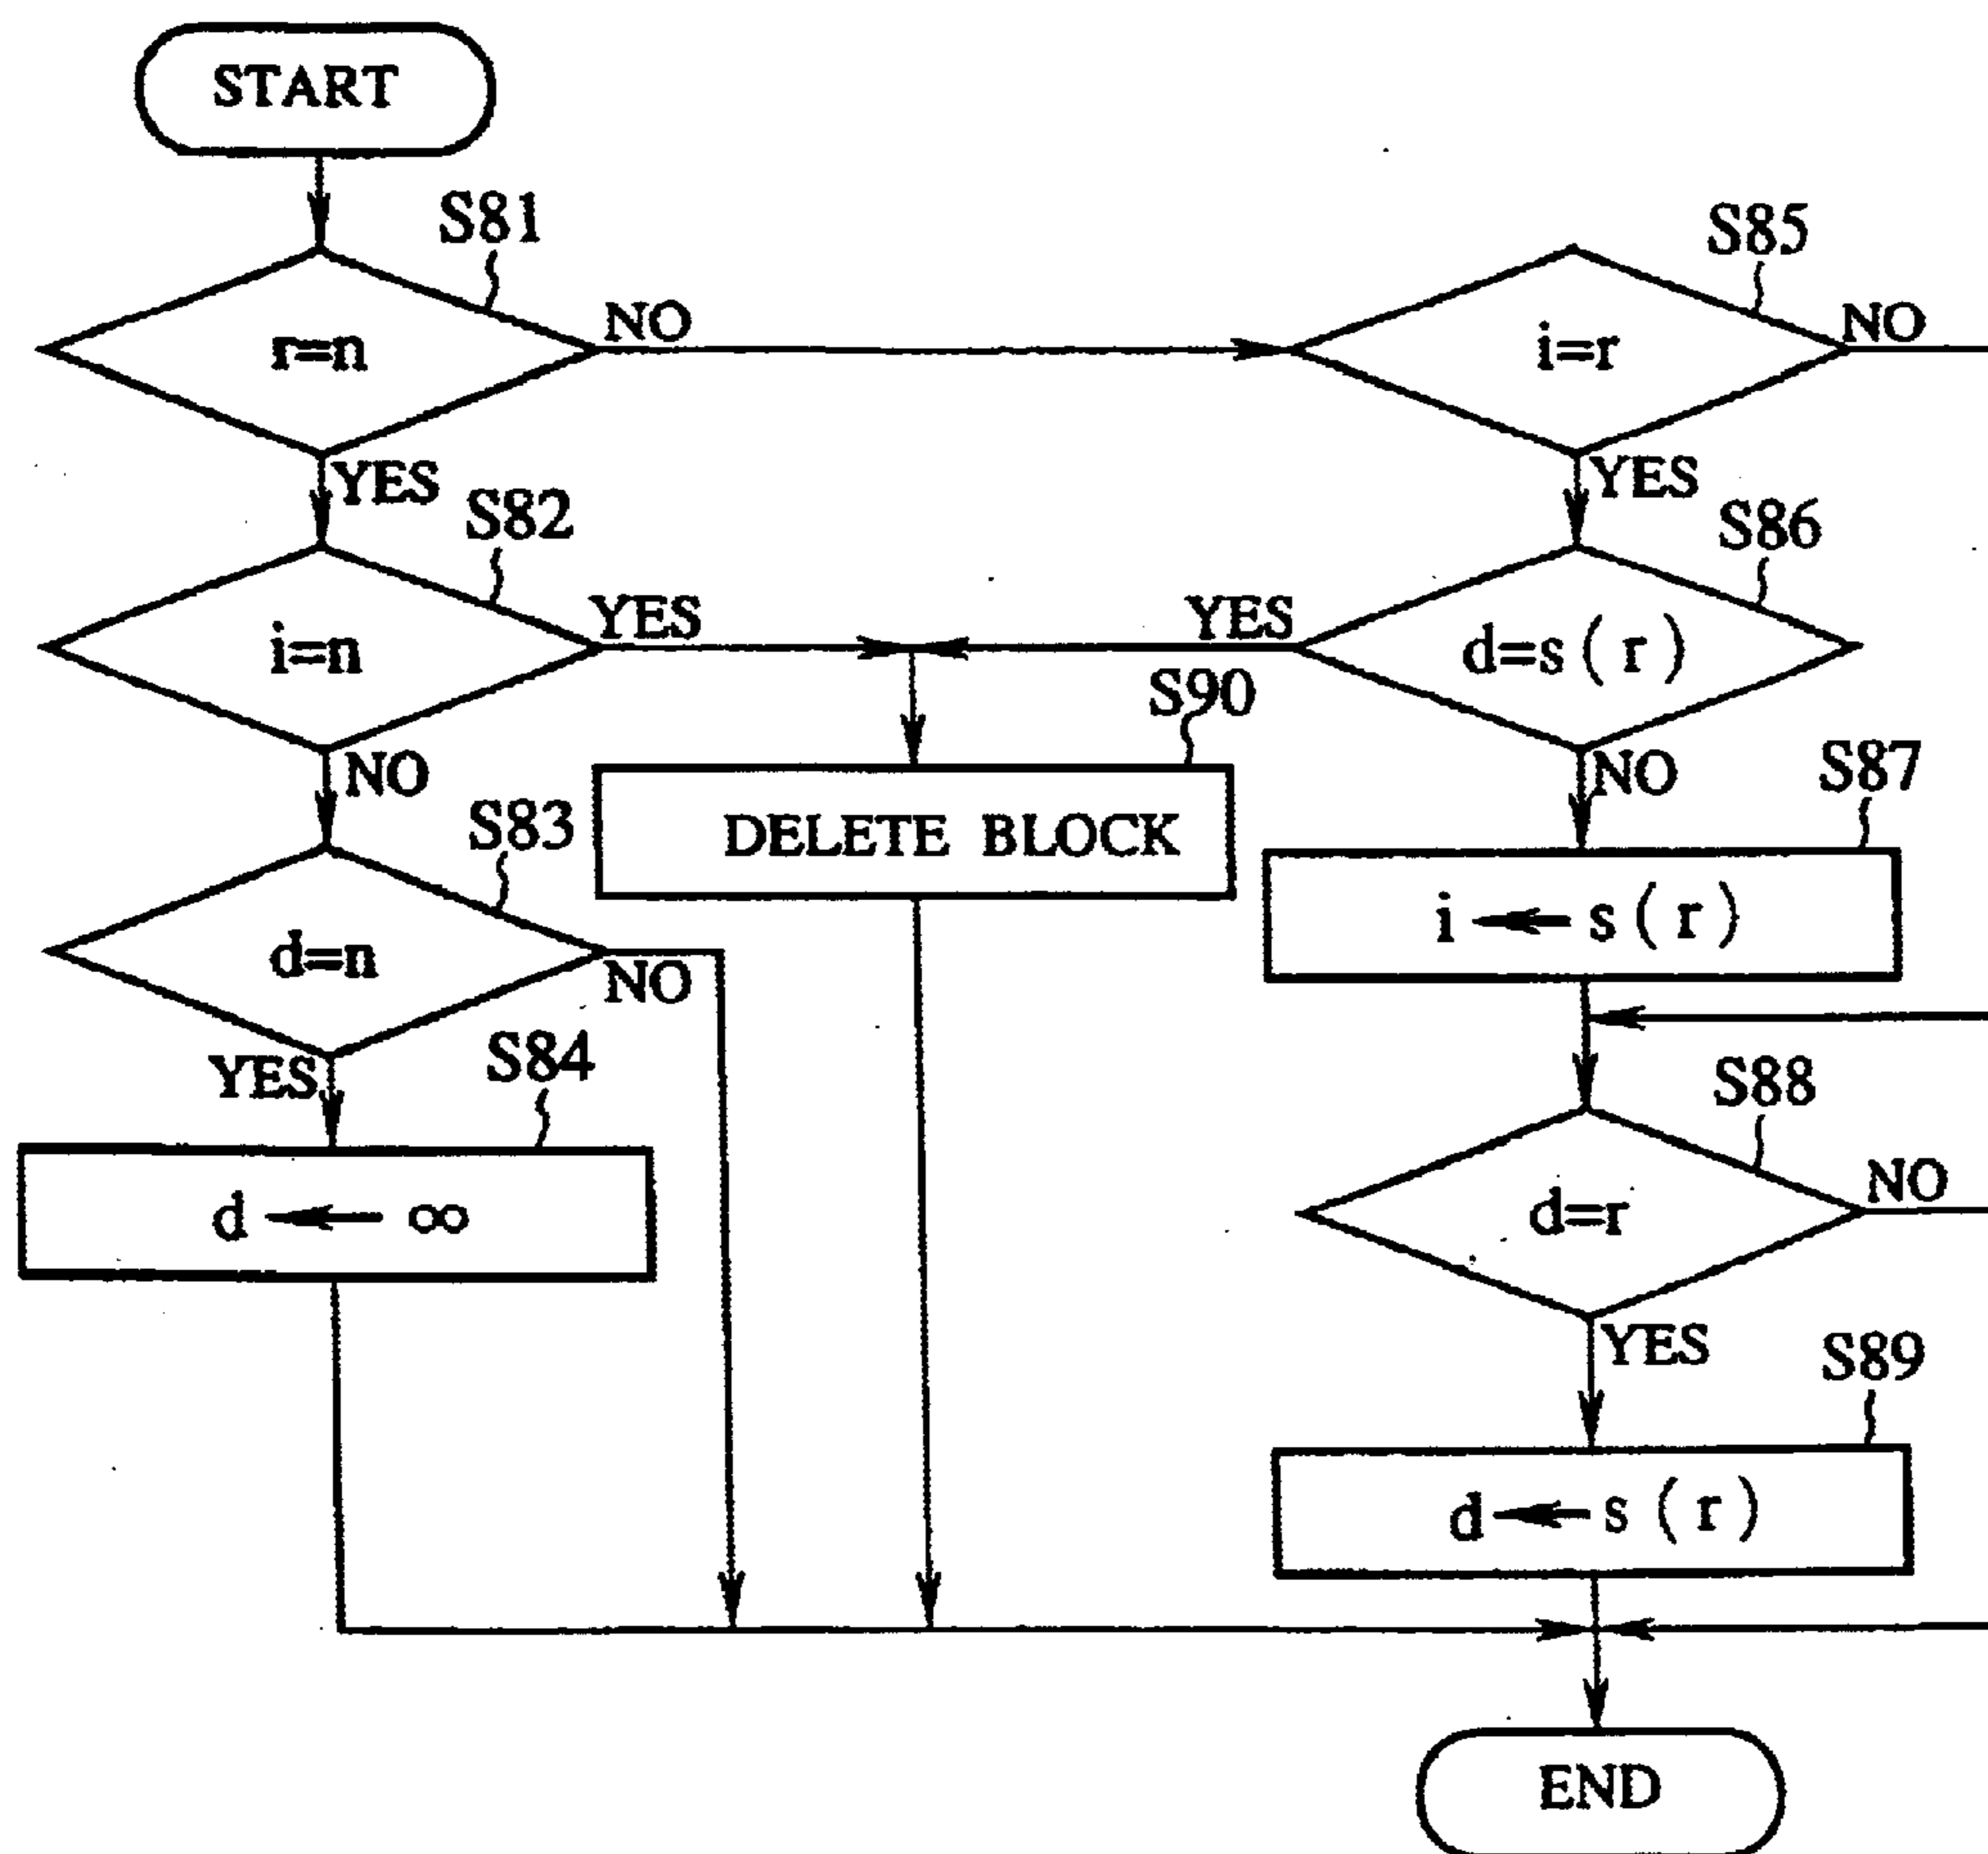 START
S81
r=n
NO
YES
S82
i=n
YES
NO
S83
d=n
NO
YES
S84
d ← ∞
S90
DELETE BLOCK
S85
i=r
NO
YES
S86
d=s(r)
YES
NO
S87
i ← s(r)
S88
d=r
NO
YES
S89
d ← s(r)
END